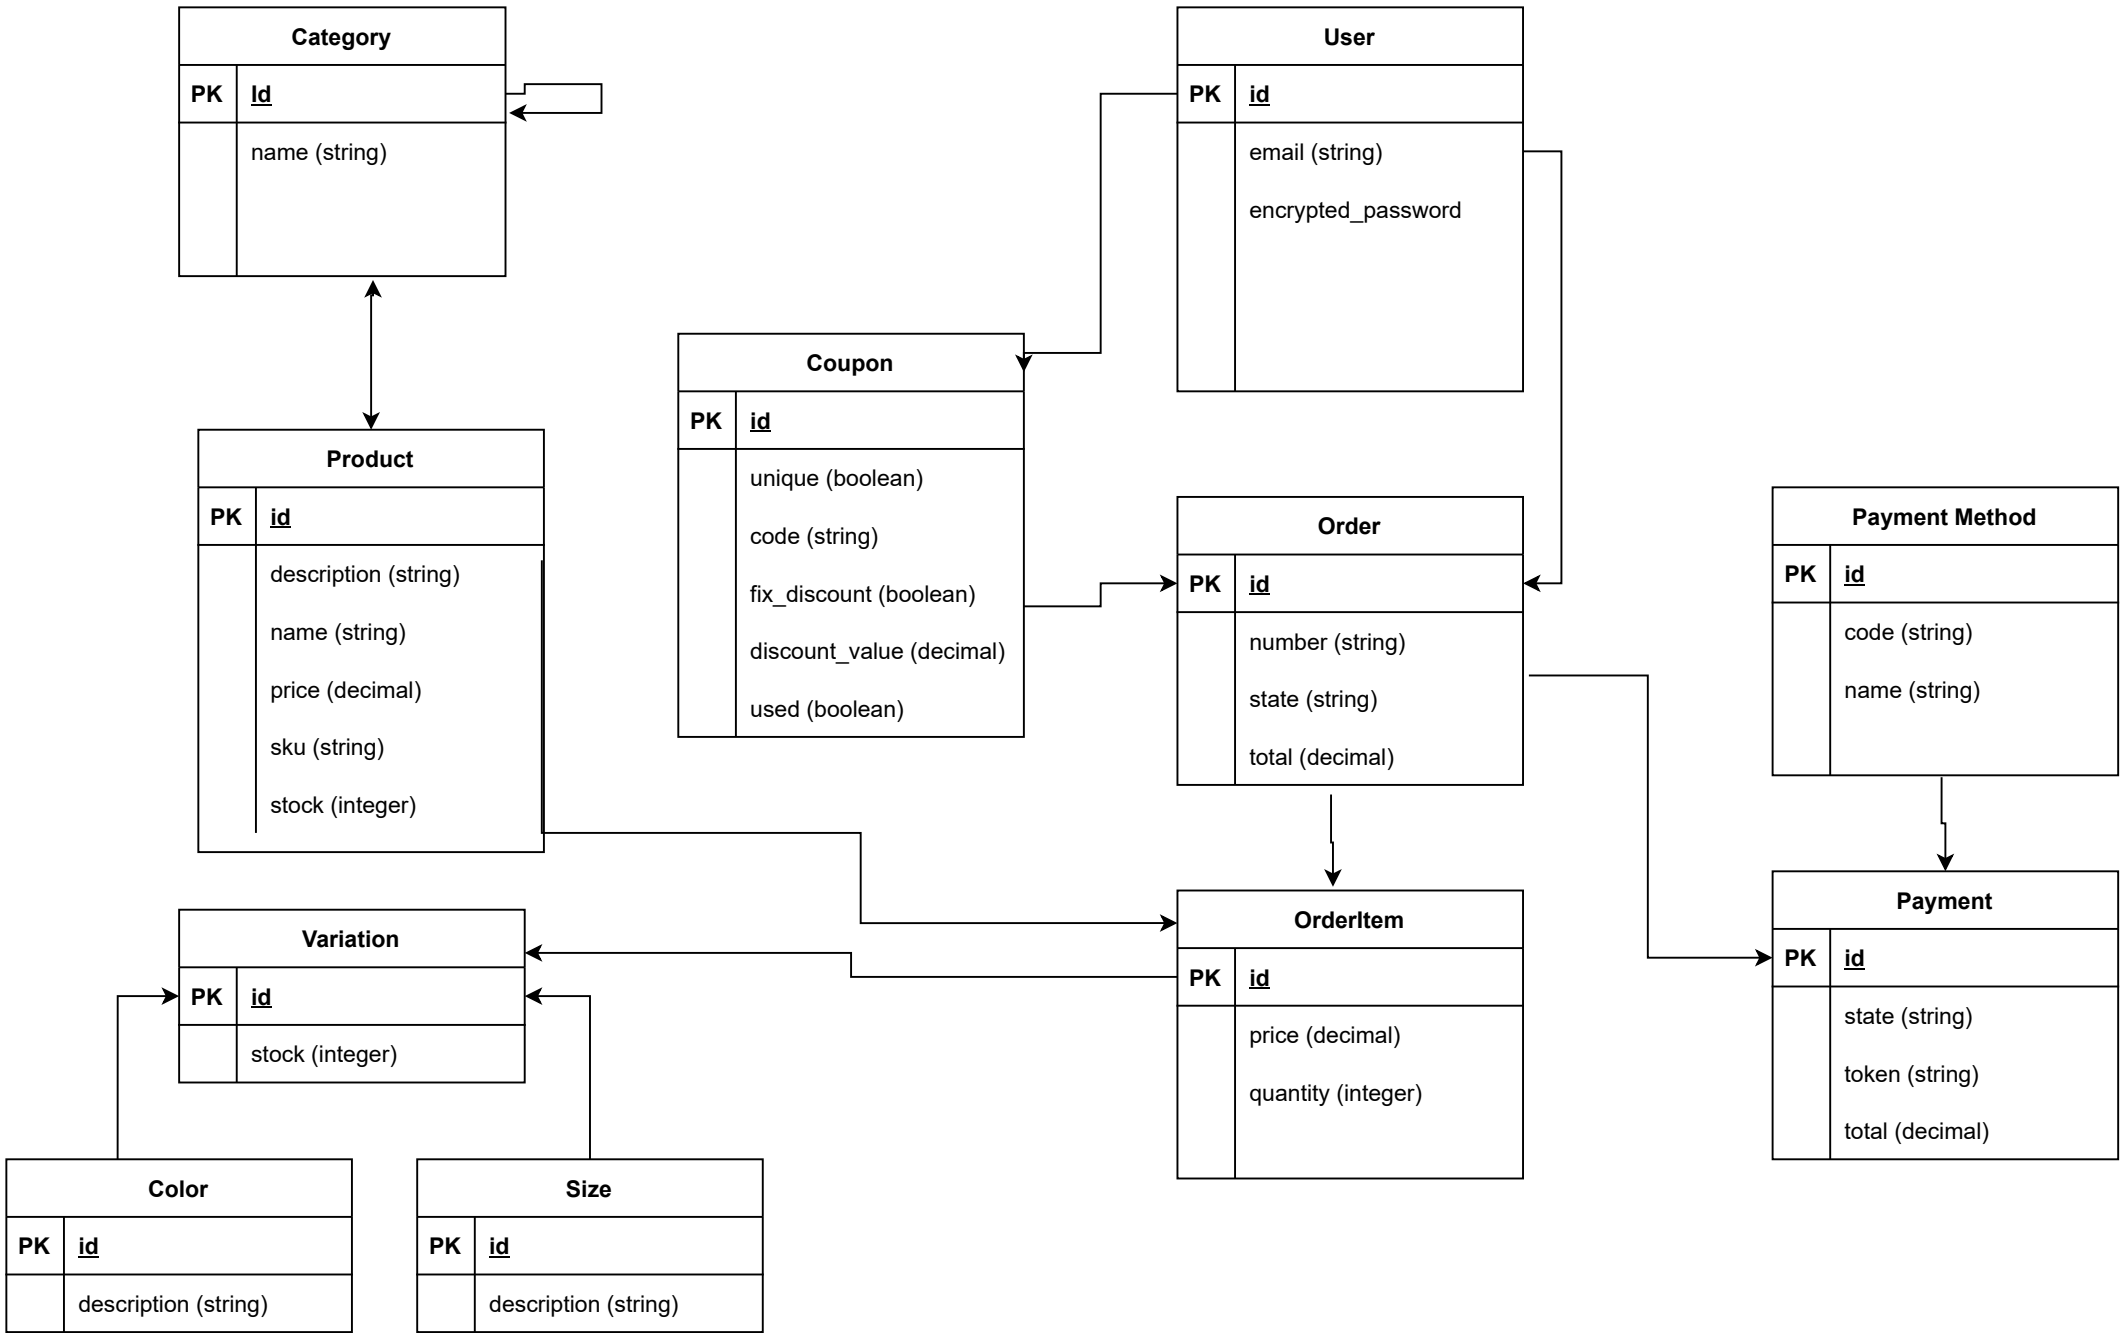 Category
PK Id
name (string)
User
PK id
email (string)
encrypted_password
Coupon
PK id
unique (boolean)
code (string)
fix_discount (boolean)
discount_value (decimal)
used (boolean)
Product
PK id
description (string)
name (string)
price (decimal)
sku (string)
stock (integer)
Order
PK id
number (string)
state (string)
total (decimal)
Payment Method
PK id
code (string)
name (string)
Variation
PK id
stock (integer)
OrderItem
PK id
price (decimal)
quantity (integer)
Payment
PK id
state (string)
token (string)
total (decimal)
Color
PK id
description (string)
Size
PK id
description (string)